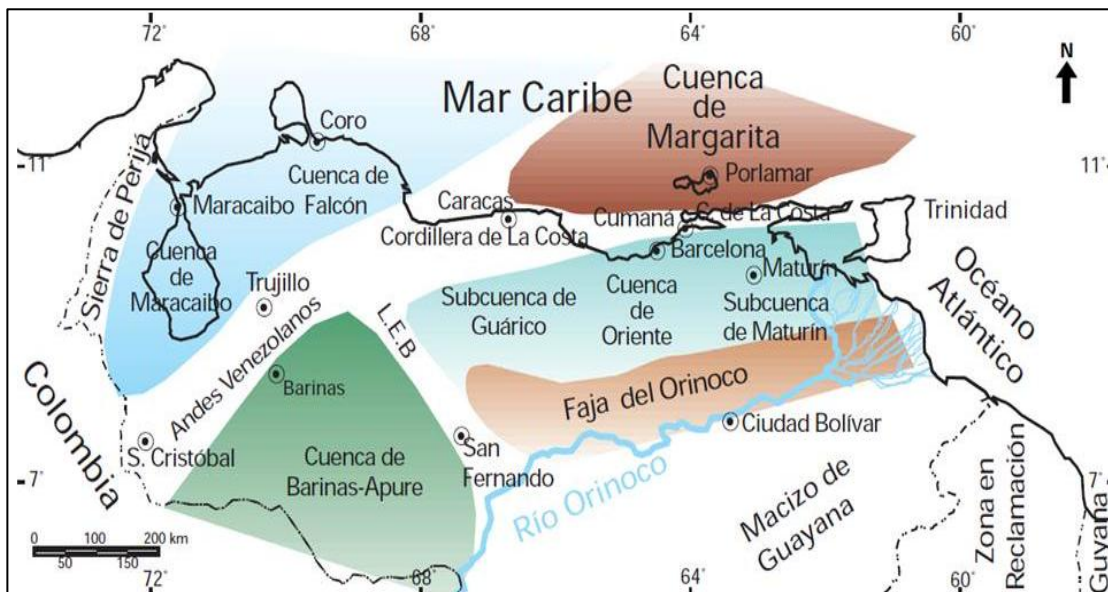 72°
68°
64°
60°
N
Mar Caribe
Cuenca
de
Margarita
Coro
11°
11°
Sierra de Perijá
Cuenca de
Falcón
Porlamar
Maracaibo
Caracas
Cumaná
C. de La Costa
Trinidad
Cordillera de La Costa
Barcelona
Cuenca
de
Maracaibo
Trujillo
Maturín
Océano
Atlántico
Subcuenca de
Guárico
Cuenca
de
Oriente
Subcuenca
de Maturín
L.E.B
Andes Venezolanos
Barinas
Faja del Orinoco
Colombia
S. Cristóbal
San
Fernando
Ciudad Bolívar
Cuenca de
Barinas-Apure
7°
7°
Río Orinoco
Macizo de
Guayana
Zona en
Reclamación
Guyana
0 100 200 km
50 150
72°
68°
64°
60°